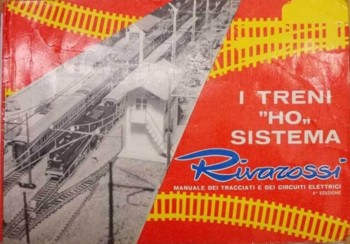 I TRENI
"HO„
SISTEMA
Rivarossi
MANUALE DEI TRACCIATI E DEI CIRCUITI ELETTRICI